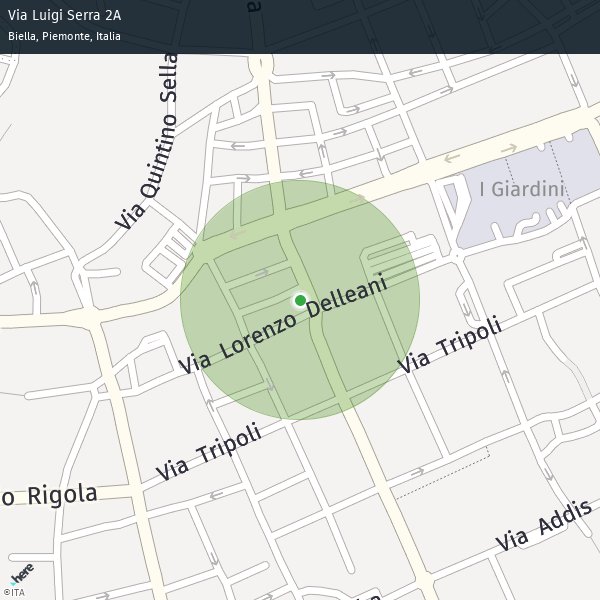 Via Luigi Serra 2A
Biella, Piemonte, Italia
Via Quintino Sella
I Giardini
Via Lorenzo Delleani
Via Tripoli
Via Tripoli
o Rigola
Via Addis
here
©ITA